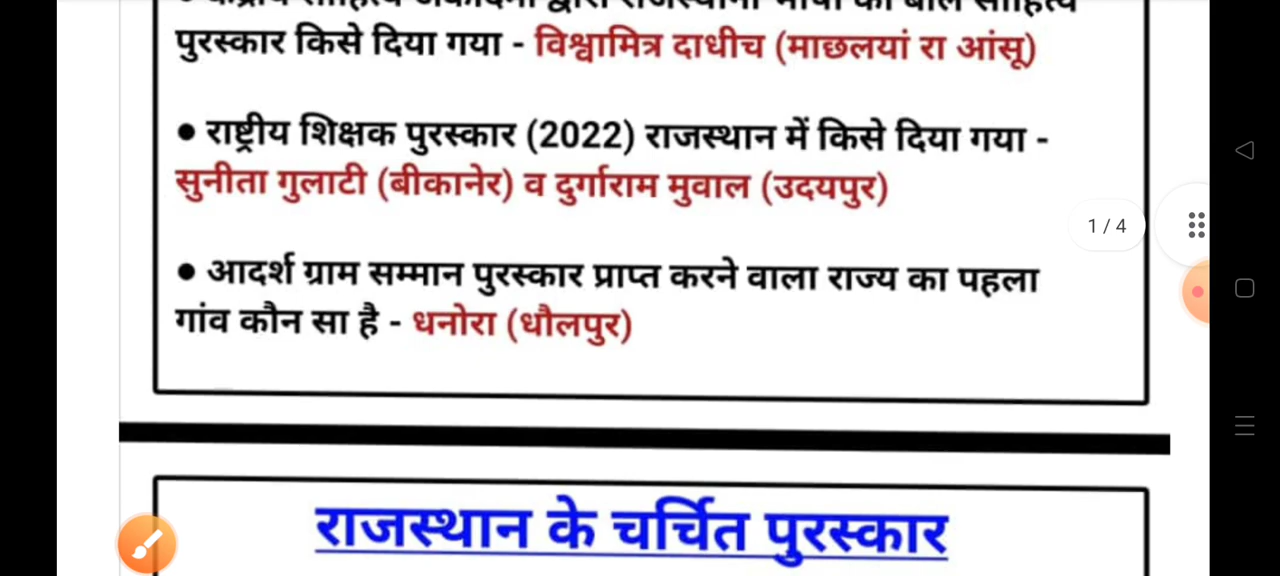 पुरस्कार किसे दिया गया - विश्वामित्र दाधीच (माछलयां रा आंसू)
● राष्ट्रीय शिक्षक पुरस्कार (2022) राजस्थान में किसे दिया गया -
सुनीता गुलाटी (बीकानेर) व दुर्गाराम मुवाल (उदयपुर)
1 / 4
● आदर्श ग्राम सम्मान पुरस्कार प्राप्त करने वाला राज्य का पहला
गांव कौन सा है - धनोरा (धौलपुर)
राजस्थान के चर्चित पुरस्कार